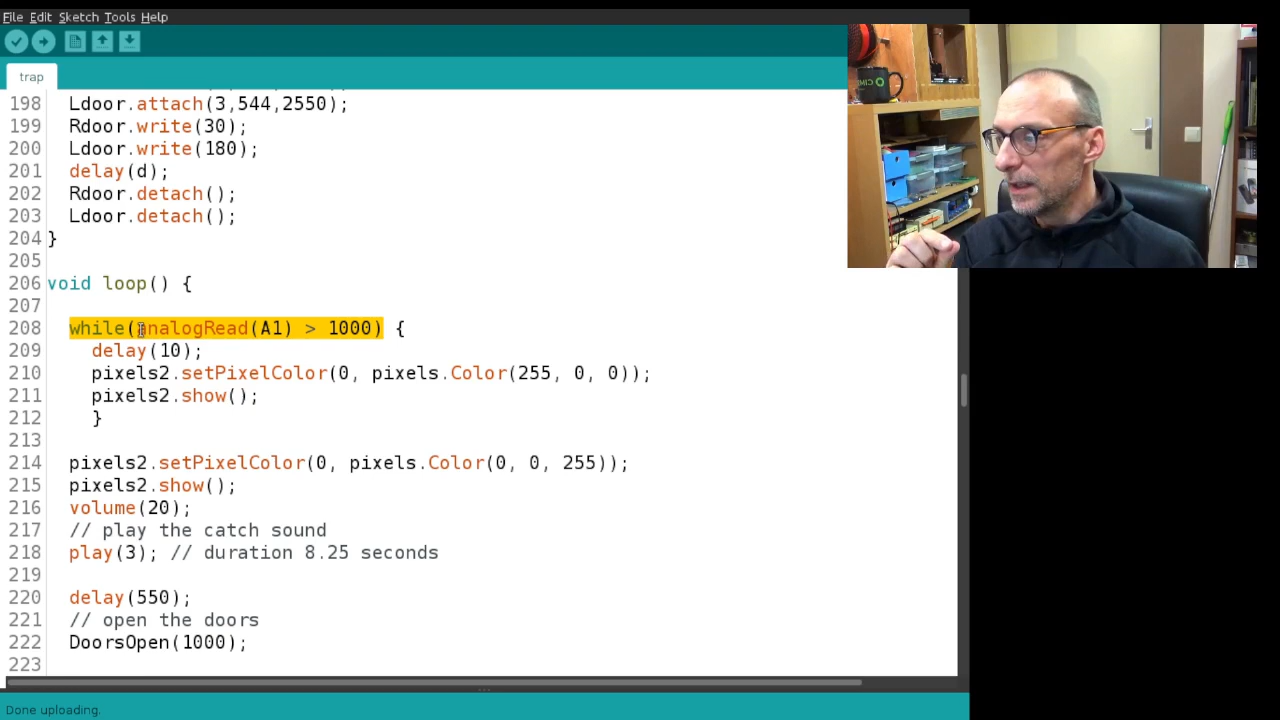 File Edit Sketch Tools Help
trap
198 Ldoor.attach(3,544,2550);
199 Rdoor.write(30);
200 Ldoor.write(180);
201 delay(d);
202 Rdoor.detach();
203 Ldoor.detach();
204 }
205
206 void loop() {
207
208 while(analogRead(A1) > 1000) {
209 delay(10);
210 pixels2.setPixelColor(0, pixels.Color(255, 0, 0));
211 pixels2.show();
212 }
213
214 pixels2.setPixelColor(0, pixels.Color(0, 0, 255));
215 pixels2.show();
216 volume(20);
217 // play the catch sound
218 play(3); // duration 8.25 seconds
219
220 delay(550);
221 // open the doors
222 DoorsOpen(1000);
223
Done uploading.